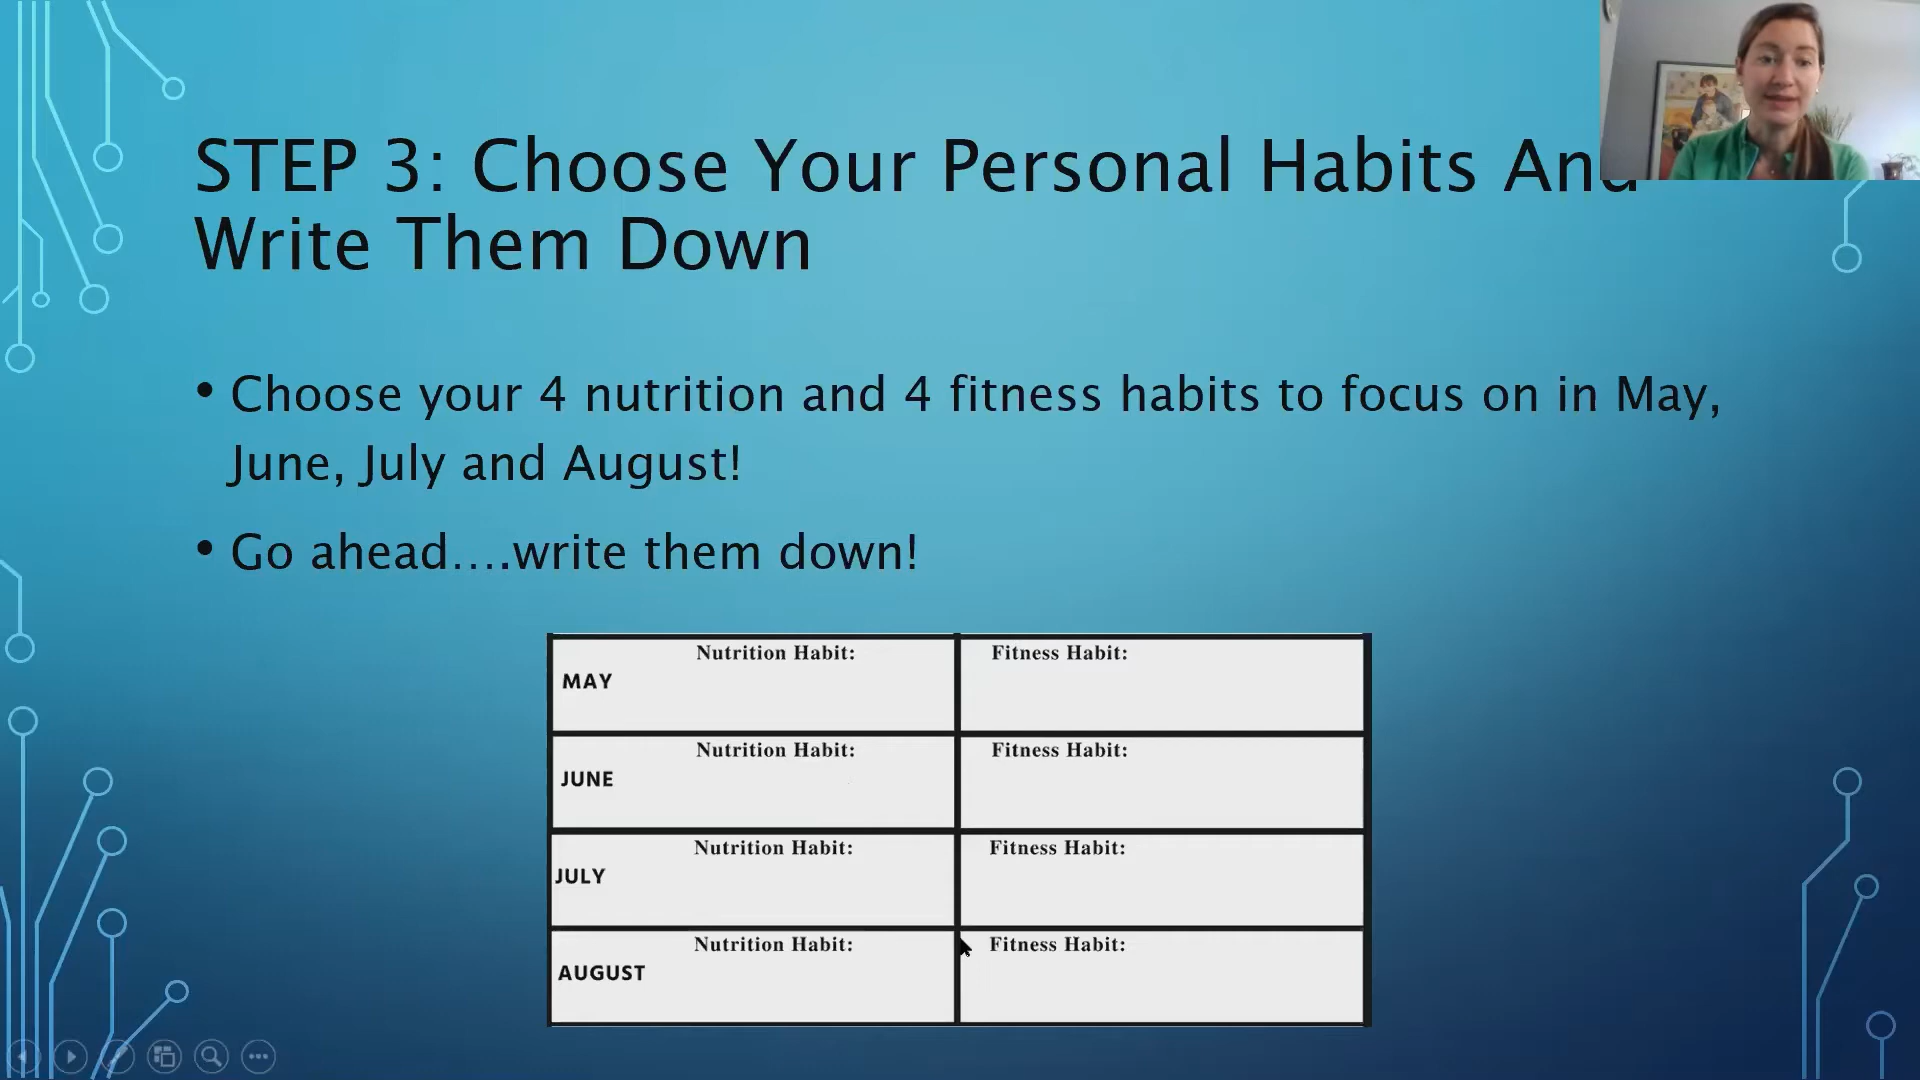 STEP 3: Choose Your Personal Habits And
Write Them Down
• Choose your 4 nutrition and 4 fitness habits to focus on in May,
June, July and August!
• Go ahead….write them down!
Nutrition Habit: Fitness Habit:
MAY
Nutrition Habit: Fitness Habit:
JUNE
Nutrition Habit: Fitness Habit:
JULY
Nutrition Habit: Fitness Habit:
AUGUST